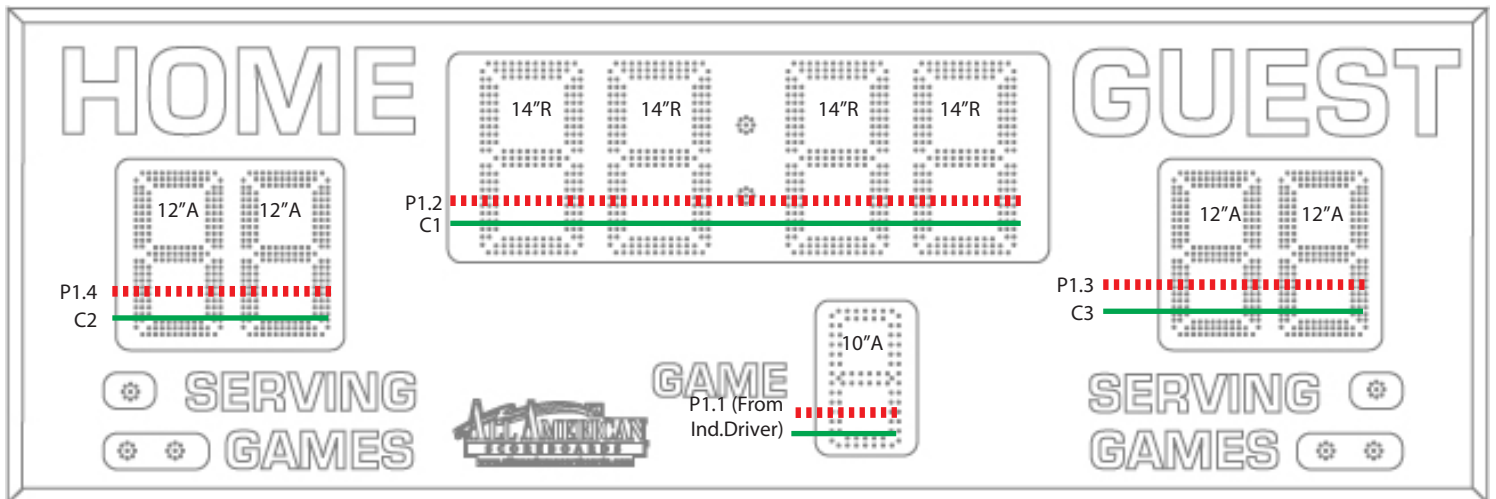 HOME
GUEST
14”R 14”R 14”R 14”R
12”A 12”A
12”A 12”A
P1.2
C1
P1.4
C2
P1.3
C3
10”A
GAME
P1.1 (From
Ind.Driver)
SERVING
GAMES
ALL AMERICAN
SCOREBOARDS
SERVING
GAMES